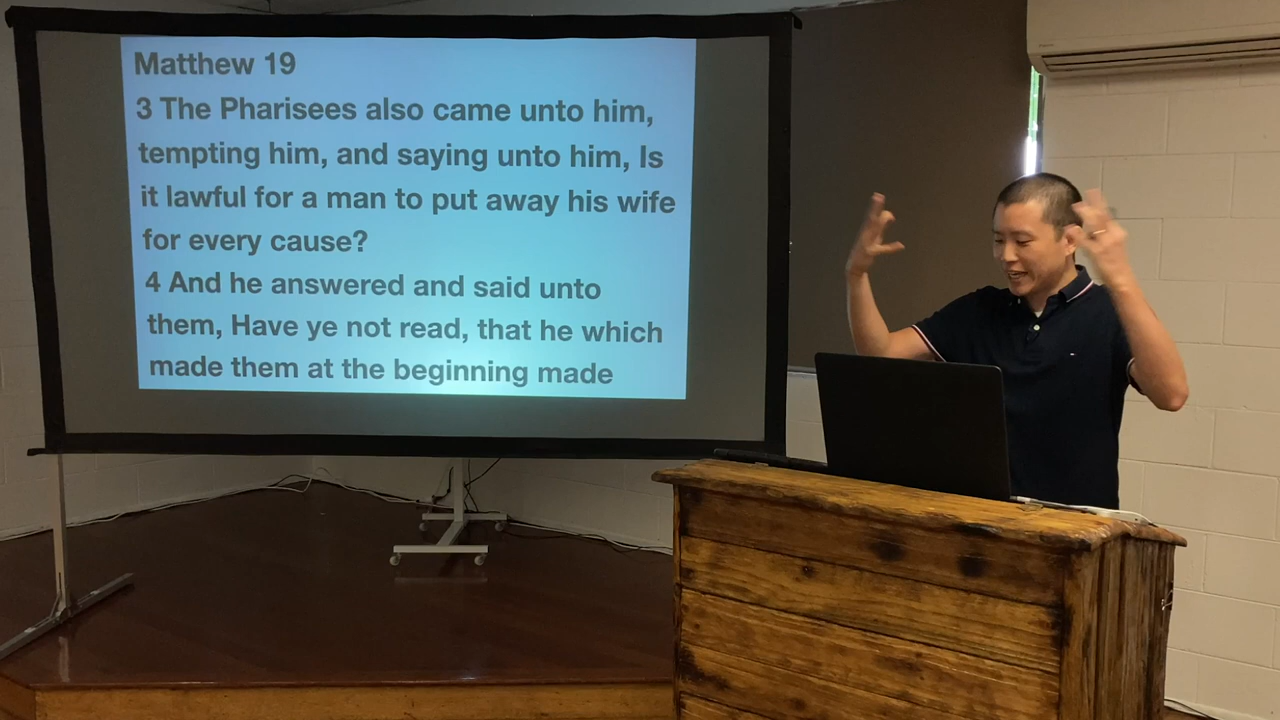 Matthew 19
3 The Pharisees also came unto him,
tempting him, and saying unto him, Is
it lawful for a man to put away his wife
for every cause?
4 And he answered and said unto
them, Have ye not read, that he which
made them at the beginning made